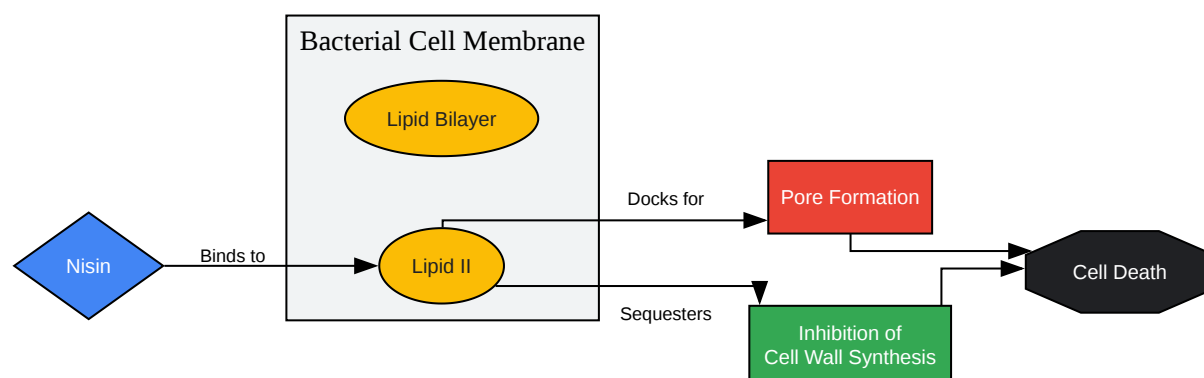 Bacterial Cell Membrane
Lipid Bilayer
Nisin
Binds to
Lipid II
Docks for
Sequesters
Pore Formation
Inhibition of
Cell Wall Synthesis
Cell Death